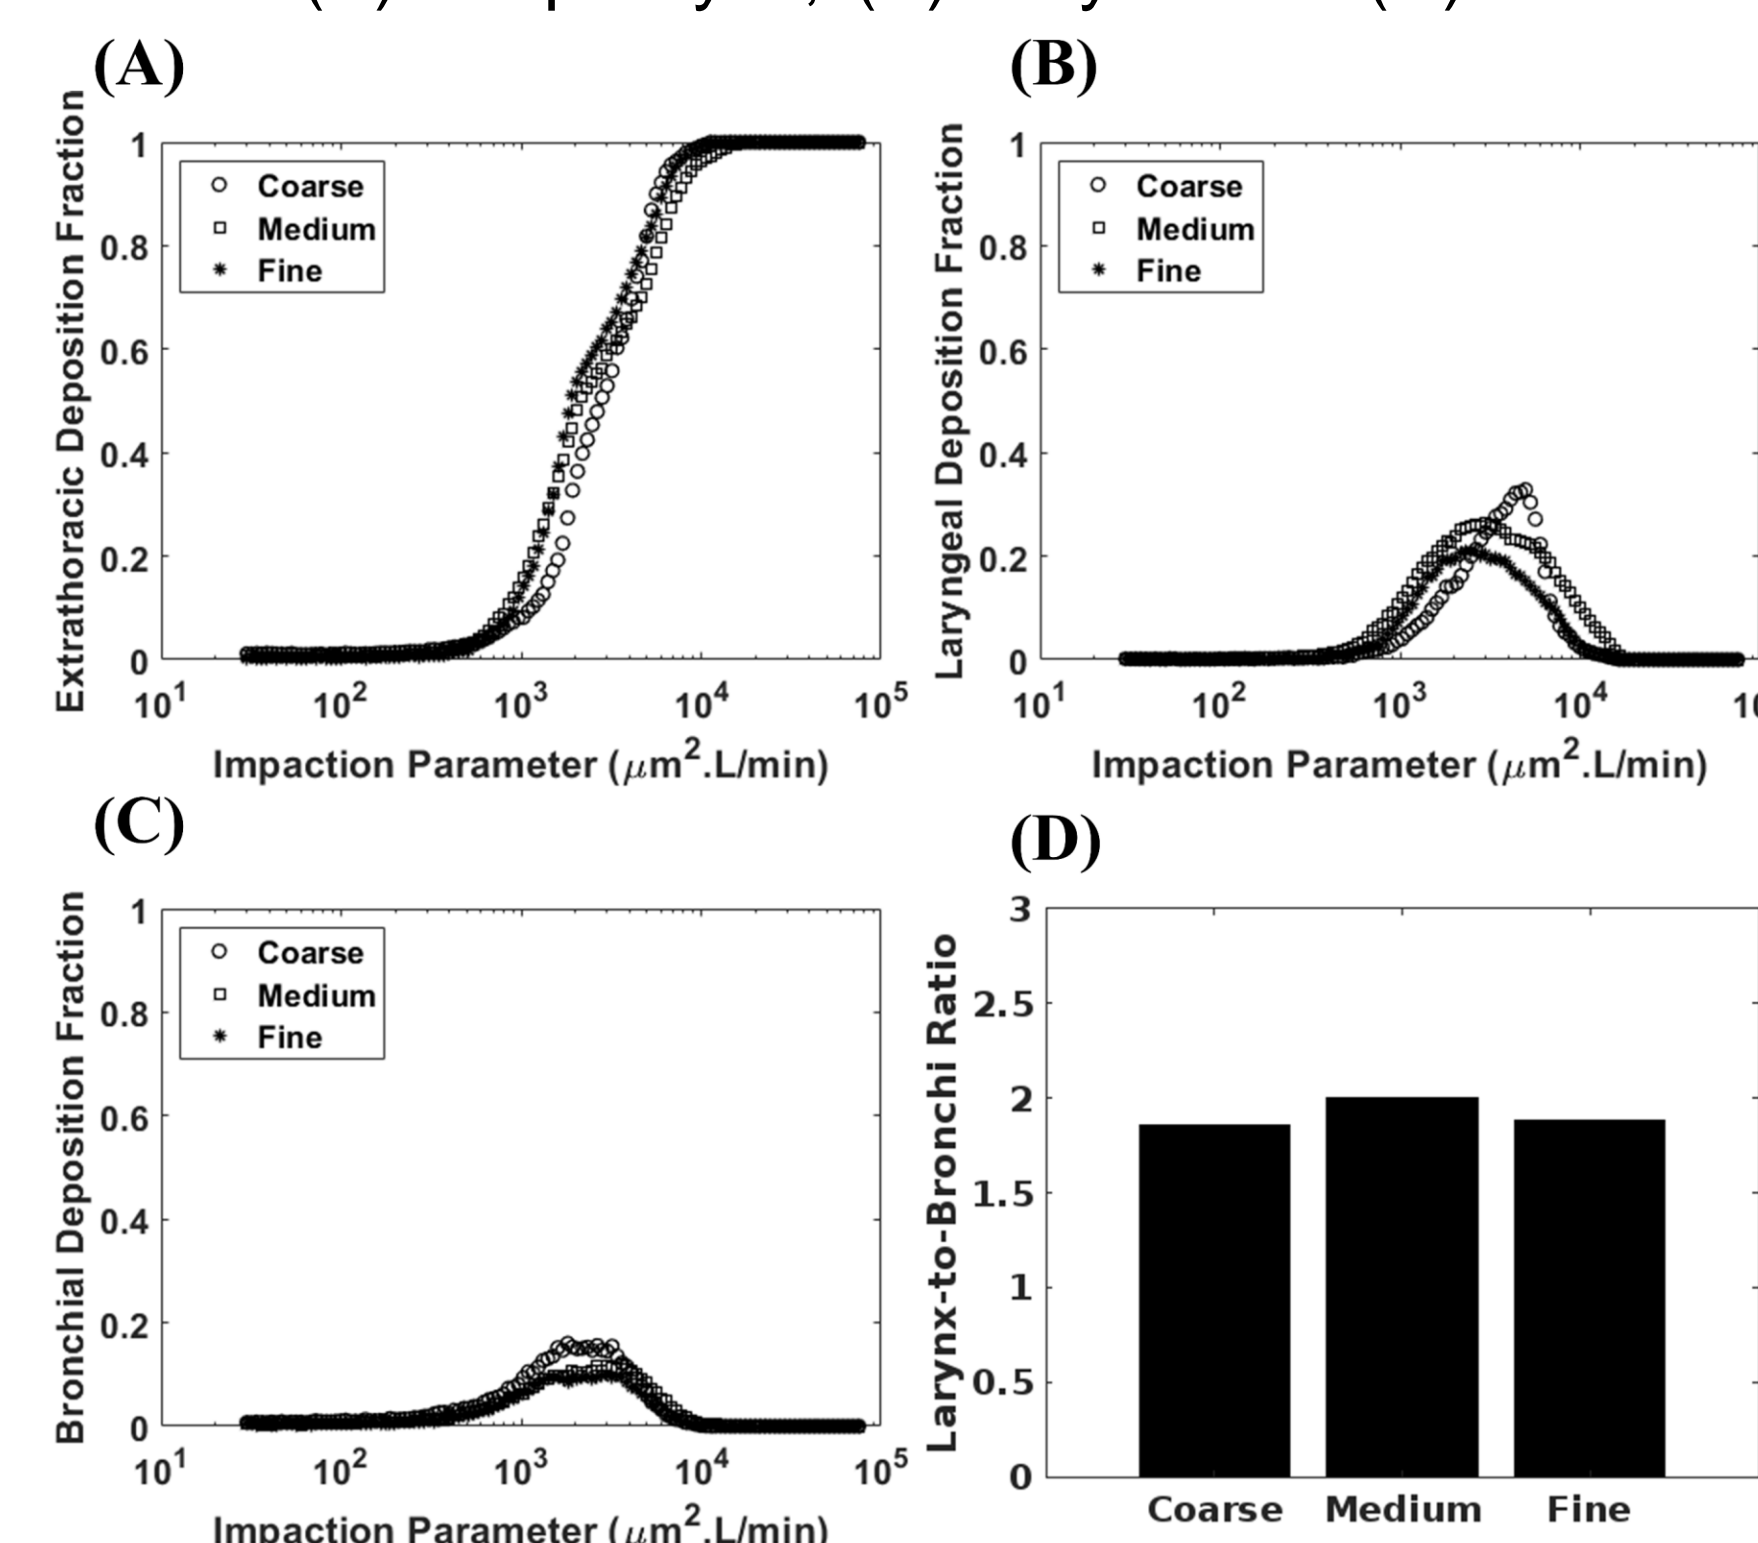 (A)
Extrathoracic Deposition Fraction
1
0.8
0.6
0.4
0.2
0
Coarse
Medium
Fine
10^1 10^2 10^3 10^4 10^5
Impaction Parameter (μm^2.L/min)
(B)
Laryngeal Deposition Fraction
1
0.8
0.6
0.4
0.2
0
Coarse
Medium
Fine
10^1 10^2 10^3 10^4 10
Impaction Parameter (μm^2.L/min)
(C)
Bronchial Deposition Fraction
1
0.8
0.6
0.4
0.2
0
Coarse
Medium
Fine
10^1 10^2 10^3 10^4 10^5
Impaction Parameter (μm^2.L/min)
(D)
Larynx-to-Bronchi Ratio
3
2.5
2
1.5
1
0.5
0
Coarse Medium Fine